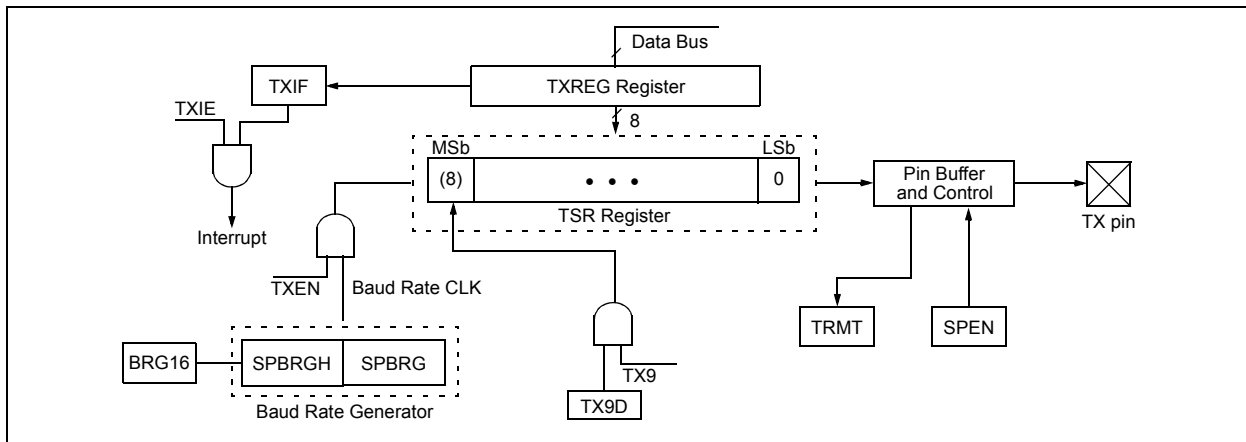 Data Bus
TXIF
TXREG Register
TXIE
8
MSb
LSb
(8)
• • •
0
Pin Buffer
and Control
TSR Register
TX pin
Interrupt
TXEN
Baud Rate CLK
TRMT
SPEN
BRG16
SPBRGH
SPBRG
TX9
Baud Rate Generator
TX9D